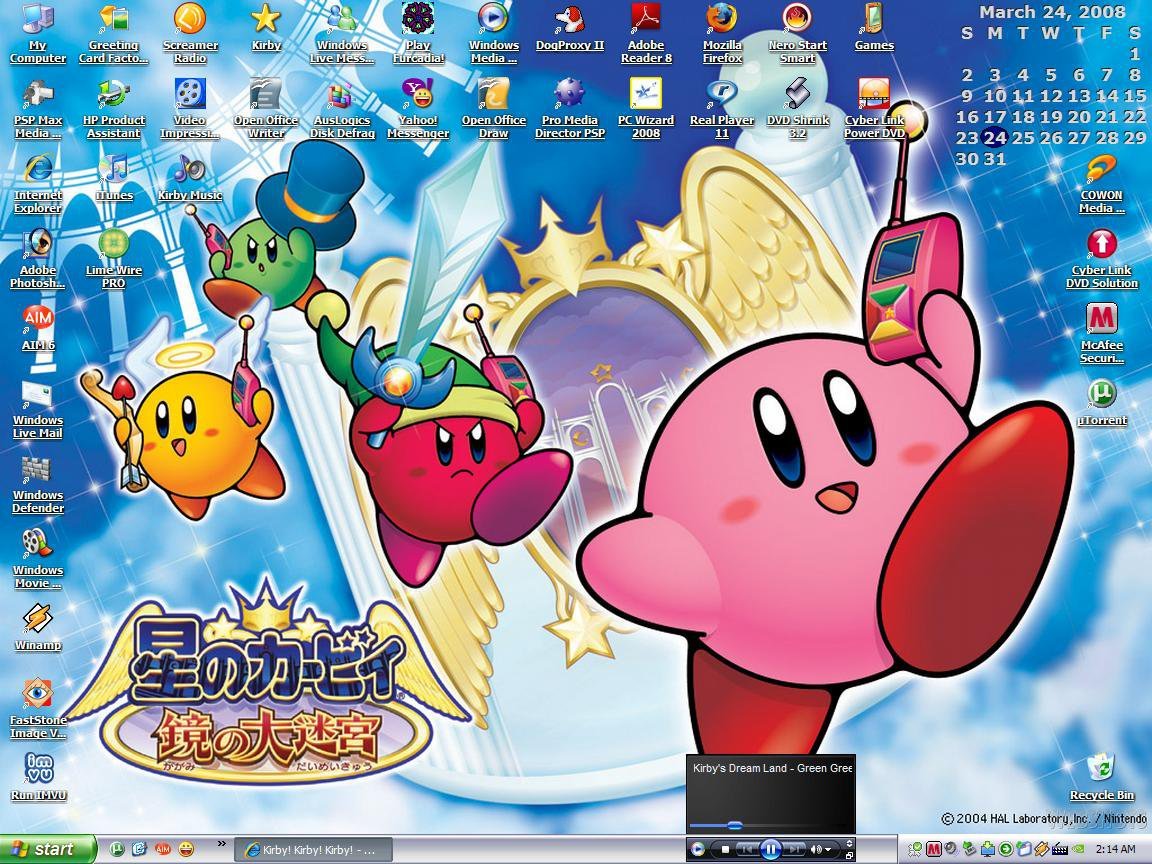 My
Computer
Greeting
Card Facto...
Screamer
Radio
Kirby
Windows
Live Mess...
Play
Furcadia!
Windows
Media ...
DogProxy II
Adobe
Reader 8
Mozilla
Firefox
Nero Start
Smart
Games
March 24, 2008
S M T W T F S
1
2 3 4 5 6 7 8
9 10 11 12 13 14 15
16 17 18 19 20 21 22
23 24 25 26 27 28 29
30 31
PSP Max
Media ...
HP Product
Assistant
Video
Impressi...
Open Office
Writer
AusLogics
Disk Defrag
Yahoo!
Messenger
Open Office
Draw
Pro Media
Director PSP
PC Wizard
2008
Real Player
11
DVD Shrink
3.2
Cyber Link
Power DVD
Internet
Explorer
iTunes
Kirby Music
COWON
Media ...
Adobe
Photosh...
Lime Wire
PRO
Cyber Link
DVD Solution
AIM
AIM 6
McAfee
Securi...
Windows
Live Mail
µTorrent
Windows
Defender
Windows
Movie ...
Winamp
FastStone
Image V...
imvu
Run IMVU
星のカービィ
鏡の大迷宮
かがみ だいめいきゅう
Kirby's Dream Land - Green Gree
Recycle Bin
©2004 HAL Laboratory,Inc. / Nintendo
start
Kirby! Kirby! Kirby! - ...
2:14 AM